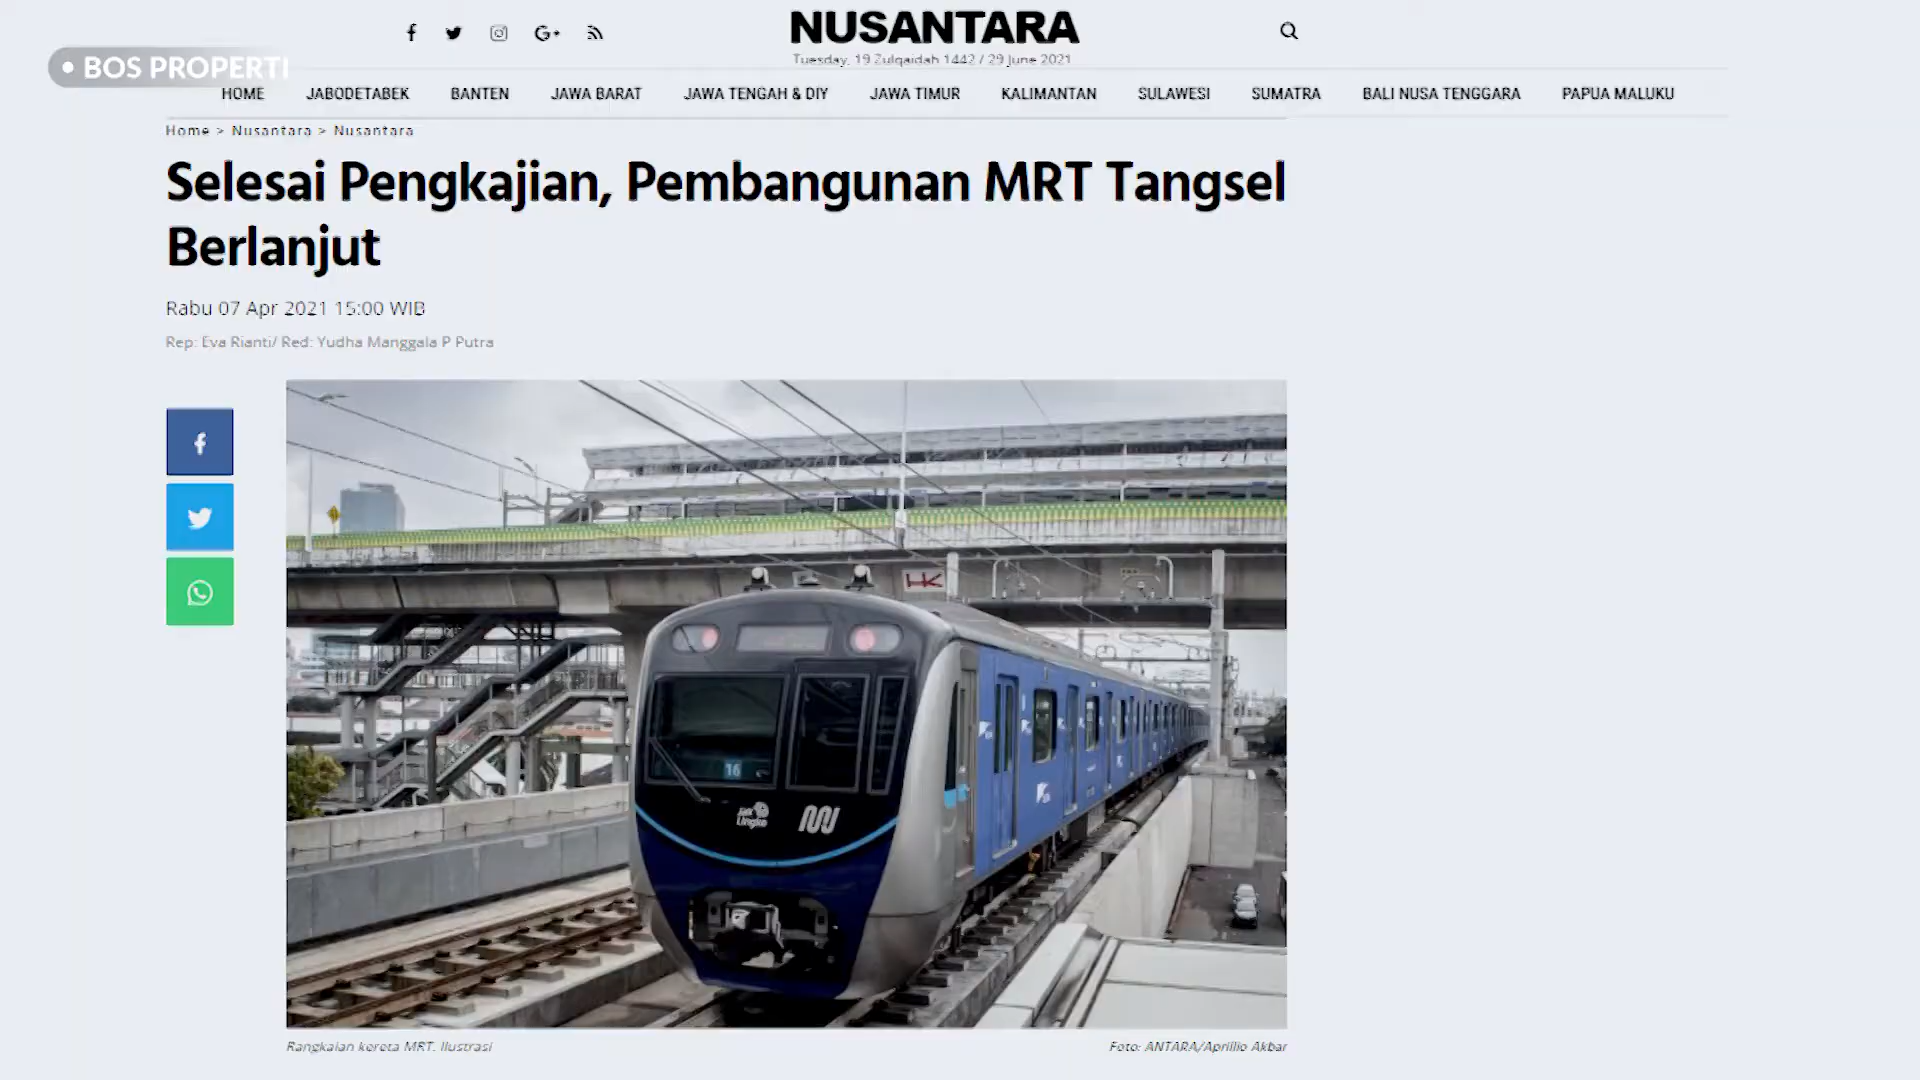 NUSANTARA
Tuesday, 19 Zulqaidah 1442 / 29 June 2021
BOS PROPERTI
HOME JABODETABEK BANTEN JAWA BARAT JAWA TENGAH & DIY JAWA TIMUR KALIMANTAN SULAWESI SUMATRA BALI NUSA TENGGARA PAPUA MALUKU
Home > Nusantara > Nusantara
Selesai Pengkajian, Pembangunan MRT Tangsel
Berlanjut
Rabu 07 Apr 2021 15:00 WIB
Rep: Eva Rianti/ Red: Yudha Manggala P Putra
HK
16
Jak
Lingko
Rangkaian kereta MRT. Ilustrasi
Foto: ANTARA/Aprillio Akbar